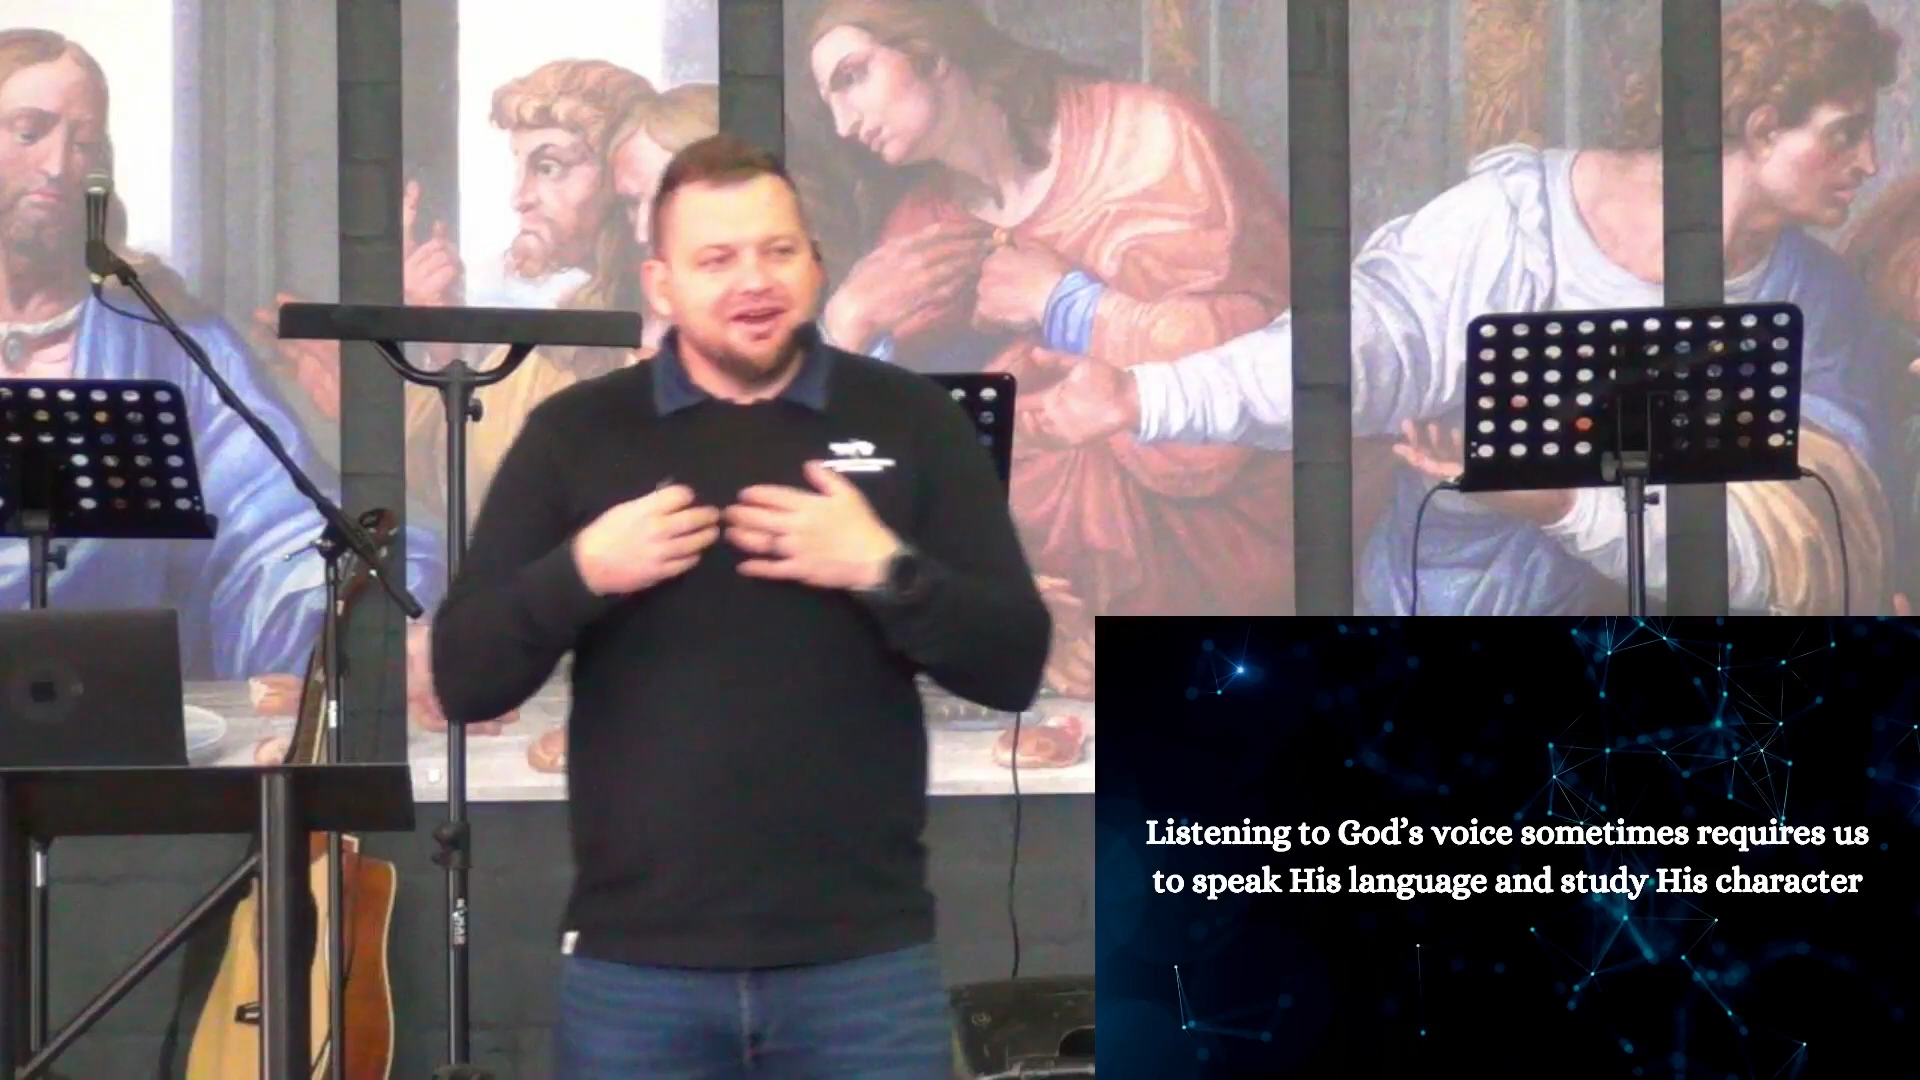 Listening to God’s voice sometimes requires us
to speak His language and study His character